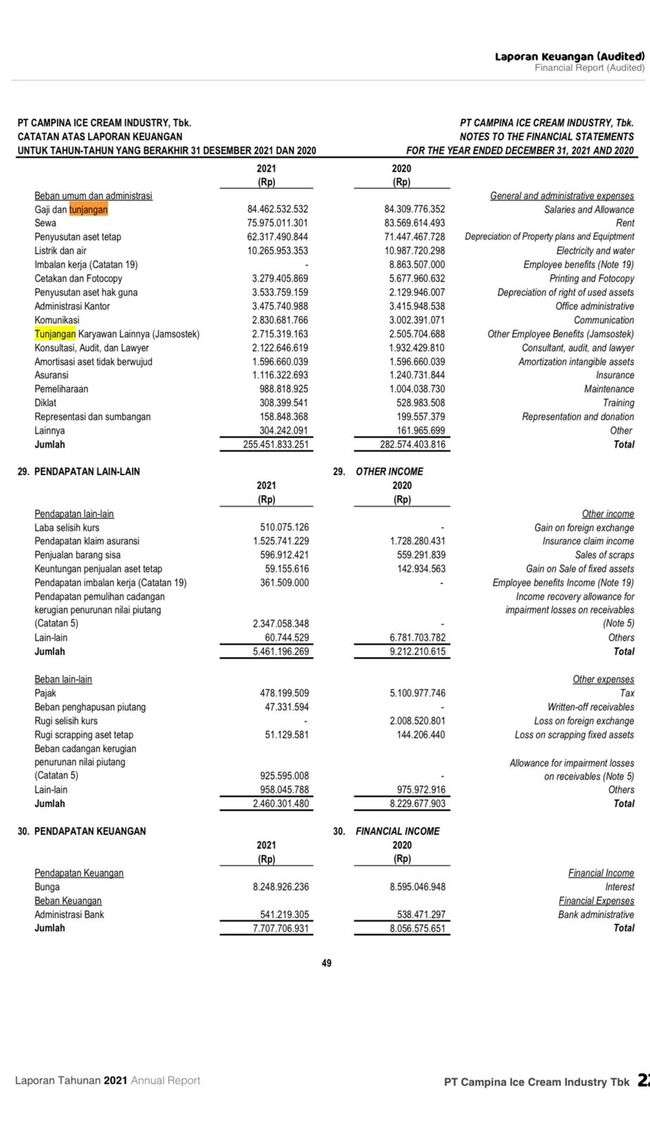 Laporan Keuangan (Audited)
Financial Report (Audited)
PT CAMPINA ICE CREAM INDUSTRY, Tbk. PT CAMPINA ICE CREAM INDUSTRY, Tbk.
CATATAN ATAS LAPORAN KEUANGAN NOTES TO THE FINANCIAL STATEMENTS
UNTUK TAHUN-TAHUN YANG BERAKHIR 31 DESEMBER 2021 DAN 2020 FOR THE YEAR ENDED DECEMBER 31, 2021 AND 2020
2021 2020
(Rp) (Rp)
Beban umum dan administrasi General and administrative expenses
Gaji dan tunjangan 84.462.532.532 84.309.776.352 Salaries and Allowance
Sewa 75.975.011.301 83.569.614.493 Rent
Penyusutan aset tetap 62.317.490.844 71.447.467.728 Depreciation of Property plans and Equiptment
Listrik dan air 10.265.953.353 10.987.720.298 Electricity and water
Imbalan kerja (Catatan 19) - 8.863.507.000 Employee benefits (Note 19)
Cetakan dan Fotocopy 3.279.405.869 5.677.960.632 Printing and Fotocopy
Penyusutan aset hak guna 3.533.759.159 2.129.946.007 Depreciation of right of used assets
Administrasi Kantor 3.475.740.988 3.415.948.538 Office administrative
Komunikasi 2.830.681.766 3.002.391.071 Communication
Tunjangan Karyawan Lainnya (Jamsostek) 2.715.319.163 2.505.704.688 Other Employee Benefits (Jamsostek)
Konsultasi, Audit, dan Lawyer 2.122.646.619 1.932.429.810 Consultant, audit, and lawyer
Amortisasi aset tidak berwujud 1.596.660.039 1.596.660.039 Amortization intangible assets
Asuransi 1.116.322.693 1.240.731.844 Insurance
Pemeliharaan 988.818.925 1.004.038.730 Maintenance
Diklat 308.399.541 528.983.508 Training
Representasi dan sumbangan 158.848.368 199.557.379 Representation and donation
Lainnya 304.242.091 161.965.699 Other
Jumlah 255.451.833.251 282.574.403.816 Total
29. PENDAPATAN LAIN-LAIN 29. OTHER INCOME
2021 2020
(Rp) (Rp)
Pendapatan lain-lain Other income
Laba selisih kurs 510.075.126 - Gain on foreign exchange
Pendapatan klaim asuransi 1.525.741.229 1.728.280.431 Insurance claim income
Penjualan barang sisa 596.912.421 559.291.839 Sales of scraps
Keuntungan penjualan aset tetap 59.155.616 142.934.563 Gain on Sale of fixed assets
Pendapatan imbalan kerja (Catatan 19) 361.509.000 - Employee benefits Income (Note 19)
Pendapatan pemulihan cadangan Income recovery allowance for
kerugian penurunan nilai piutang impairment losses on receivables
(Catatan 5) 2.347.058.348 - (Note 5)
Lain-lain 60.744.529 6.781.703.782 Others
Jumlah 5.461.196.269 9.212.210.615 Total
Beban lain-lain Other expenses
Pajak 478.199.509 5.100.977.746 Tax
Beban penghapusan piutang 47.331.594 - Written-off receivables
Rugi selisih kurs - 2.008.520.801 Loss on foreign exchange
Rugi scrapping aset tetap 51.129.581 144.206.440 Loss on scrapping fixed assets
Beban cadangan kerugian
penurunan nilai piutang Allowance for impairment losses
(Catatan 5) 925.595.008 - on receivables (Note 5)
Lain-lain 958.045.788 975.972.916 Others
Jumlah 2.460.301.480 8.229.677.903 Total
30. PENDAPATAN KEUANGAN 30. FINANCIAL INCOME
2021 2020
(Rp) (Rp)
Pendapatan Keuangan Financial Income
Bunga 8.248.926.236 8.595.046.948 Interest
Beban Keuangan Financial Expenses
Administrasi Bank 541.219.305 538.471.297 Bank administrative
Jumlah 7.707.706.931 8.056.575.651 Total
49
Laporan Tahunan 2021 Annual Report PT Campina Ice Cream Industry Tbk